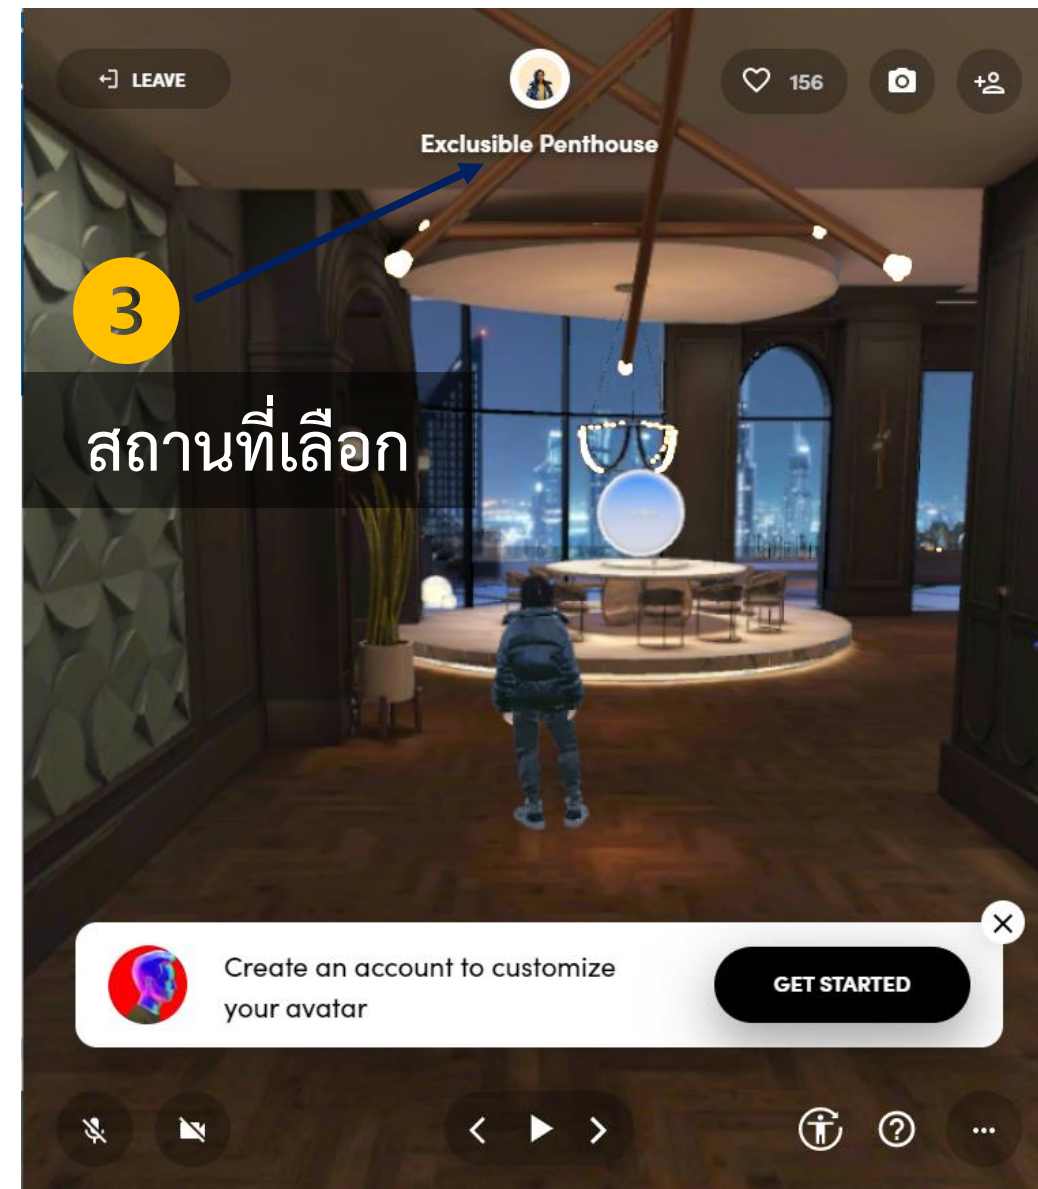 LEAVE
156
Exclusible Penthouse
3
สถานที่เลือก
Create an account to customize
your avatar
GET STARTED